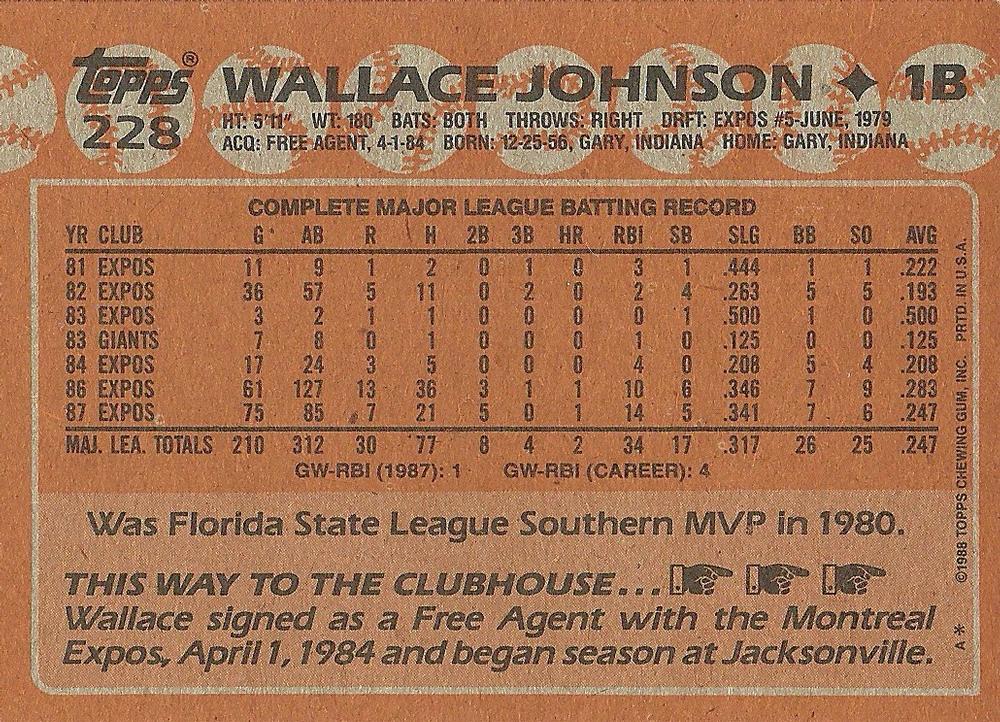 topps® WALLACE JOHNSON ✦ 1B
228 HT: 5'11" WT: 180 BATS: BOTH THROWS: RIGHT DRFT: EXPOS #5-JUNE, 1979
ACQ: FREE AGENT, 4-1-84 BORN: 12-25-56, GARY, INDIANA HOME: GARY, INDIANA
COMPLETE MAJOR LEAGUE BATTING RECORD
YR CLUB G AB R H 2B 3B HR RBI SB SLG BB SO AVG
81 EXPOS 11 9 1 2 0 1 0 3 1 .444 1 1 .222
82 EXPOS 36 57 5 11 0 2 0 2 4 .263 5 5 .193
83 EXPOS 3 2 1 1 0 0 0 0 1 .500 1 0 .500
83 GIANTS 7 8 0 1 0 0 0 1 0 .125 0 0 .125
84 EXPOS 17 24 3 5 0 0 0 4 0 .208 5 4 .208
86 EXPOS 61 127 13 36 3 1 1 10 6 .346 7 9 .283
87 EXPOS 75 85 7 21 5 0 1 14 5 .341 7 6 .247
MAJ. LEA. TOTALS 210 312 30 77 8 4 2 34 17 .317 26 25 .247
GW-RBI (1987): 1 GW-RBI (CAREER): 4
Was Florida State League Southern MVP in 1980.
THIS WAY TO THE CLUBHOUSE...
Wallace signed as a Free Agent with the Montreal
Expos, April 1, 1984 and began season at Jacksonville.
©1988 TOPPS CHEWING GUM, INC. PRTD. IN U.S.A.
A *